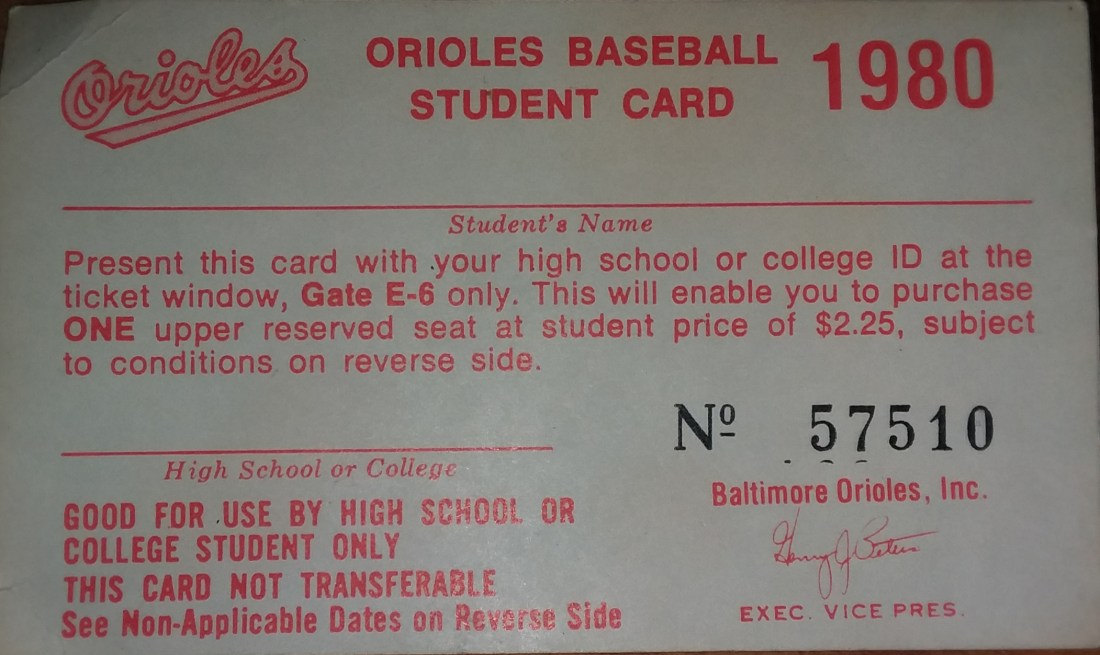 Orioles
ORIOLES BASEBALL
STUDENT CARD
1980
Student's Name
Present this card with your high school or college ID at the
ticket window, Gate E-6 only. This will enable you to purchase
ONE upper reserved seat at student price of $2.25, subject
to conditions on reverse side.
Nº 57510
High School or College
Baltimore Orioles, Inc.
GOOD FOR USE BY HIGH SCHOOL OR
COLLEGE STUDENT ONLY
THIS CARD NOT TRANSFERABLE
See Non-Applicable Dates on Reverse Side
Henry J Peters
EXEC. VICE PRES.